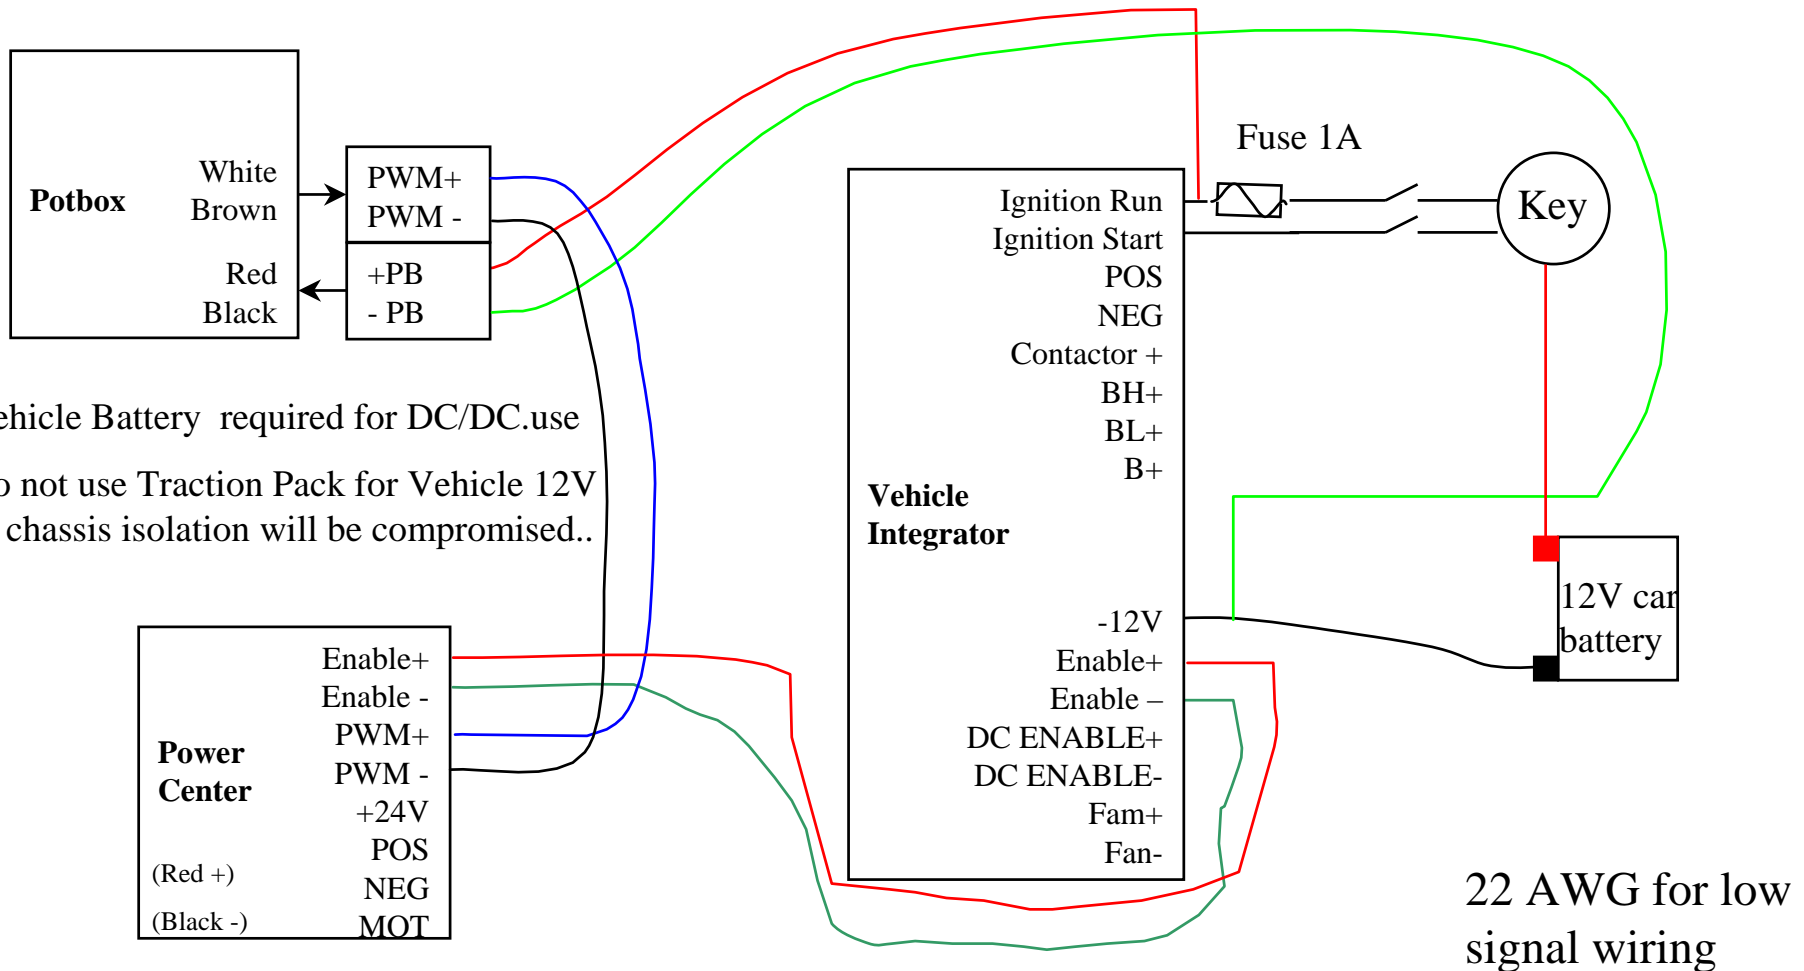 Potbox
White
Brown
Red
Black
PWM+
PWM -
+PB
- PB
Fuse 1A
Key
Ignition Run
Ignition Start
POS
NEG
Contactor +
BH+
BL+
B+
Vehicle
Integrator
-12V
Enable+
Enable –
DC ENABLE+
DC ENABLE-
Fam+
Fan-
12V car
battery
ehicle Battery  required for DC/DC.use
o not use Traction Pack for Vehicle 12V
chassis isolation will be compromised..
Power
Center
(Red +)
(Black -)
Enable+
Enable -
PWM+
PWM -
+24V
POS
NEG
MOT
22 AWG for low
signal wiring